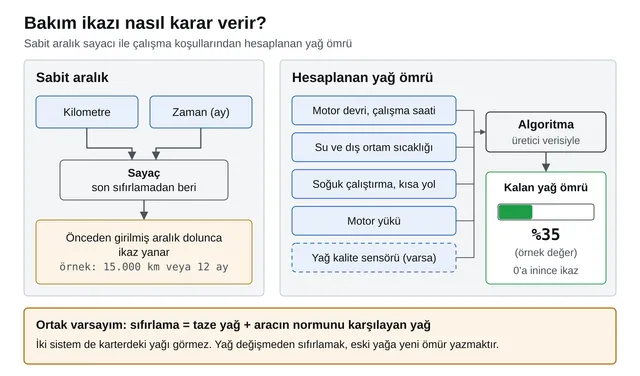 Bakım ikazı nasıl karar verir?
Sabit aralık sayacı ile çalışma koşullarından hesaplanan yağ ömrü
Sabit aralık
Kilometre
Zaman (ay)
Sayaç
son sıfırlamadan beri
Önceden girilmiş aralık dolunca
ikaz yanar
örnek: 15.000 km veya 12 ay
Hesaplanan yağ ömrü
Motor devri, çalışma saati
Su ve dış ortam sıcaklığı
Soğuk çalıştırma, kısa yol
Motor yükü
Yağ kalite sensörü (varsa)
Algoritma
üretici verisiyle
Kalan yağ ömrü
%35
(örnek değer)
0'a inince ikaz
Ortak varsayım: sıfırlama = taze yağ + aracın normunu karşılayan yağ
İki sistem de karterdeki yağı görmez. Yağ değişmeden sıfırlamak, eski yağa yeni ömür yazmaktır.